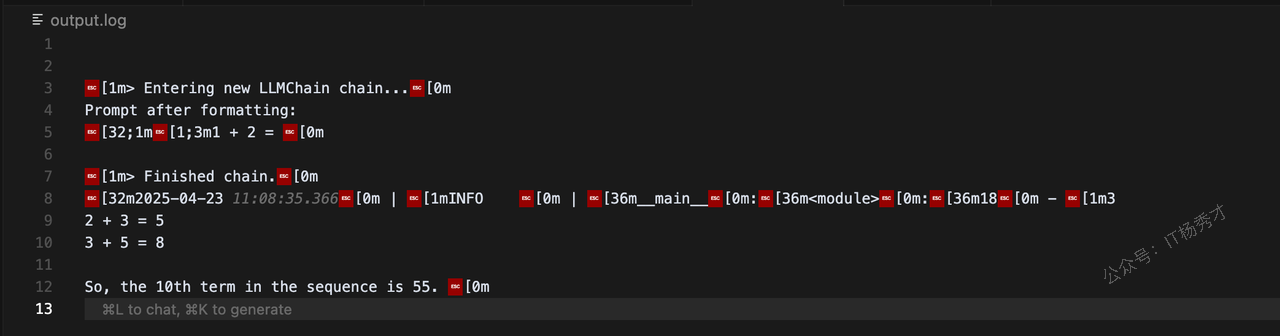 output.log
1
2
3 ESC[1m> Entering new LLMChain chain...ESC[0m
4 Prompt after formatting:
5 ESC[32;1mESC[1;3m1 + 2 = ESC[0m
6
7 ESC[1m> Finished chain.ESC[0m
8 ESC[32m2025-04-23 11:08:35.366ESC[0m | ESC[1mINFO    ESC[0m | ESC[36m__main__ESC[0m:ESC[36m<module>ESC[0m:ESC[36m18ESC[0m - ESC[1m3
9 2 + 3 = 5
10 3 + 5 = 8
11
12 So, the 10th term in the sequence is 55. ESC[0m
13 ⌘L to chat, ⌘K to generate
公众号：IT杨秀才